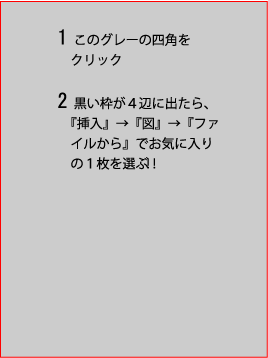 1 このグレーの四角を
クリック
2 黒い枠が４辺に出たら、
『挿入』→『図』→『ファ
イルから』でお気に入り
の１枚を選ぶ!!